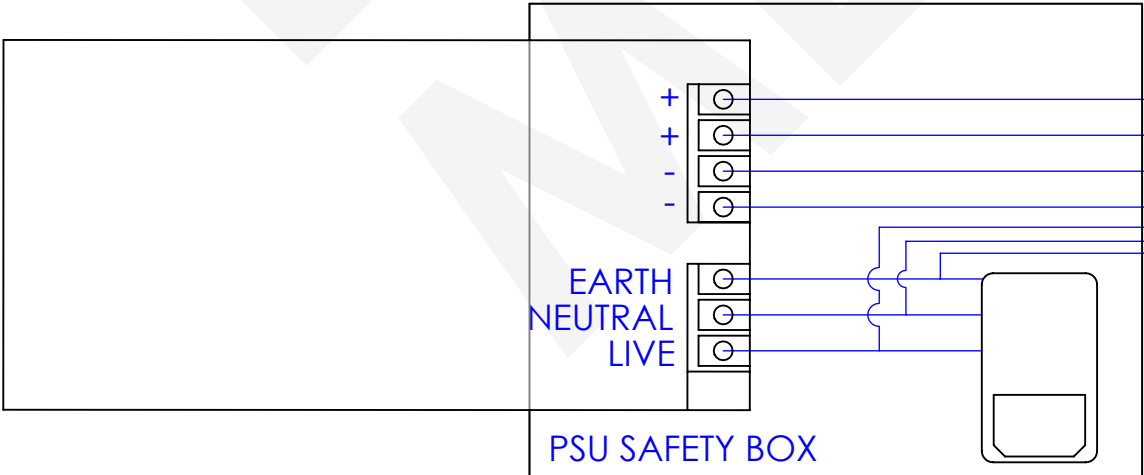 +
+
-
-
EARTH
NEUTRAL
LIVE
PSU SAFETY BOX